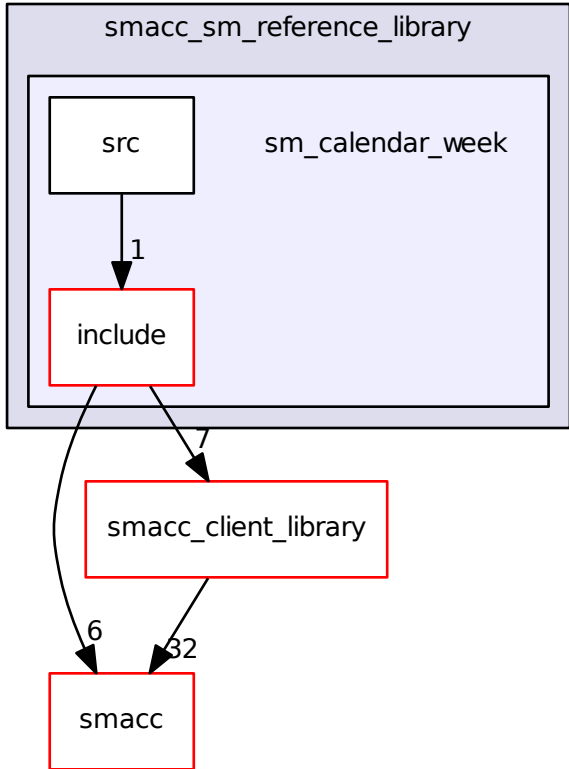 smacc_sm_reference_library
src
sm_calendar_week
1
include
7
smacc_client_library
6
32
smacc